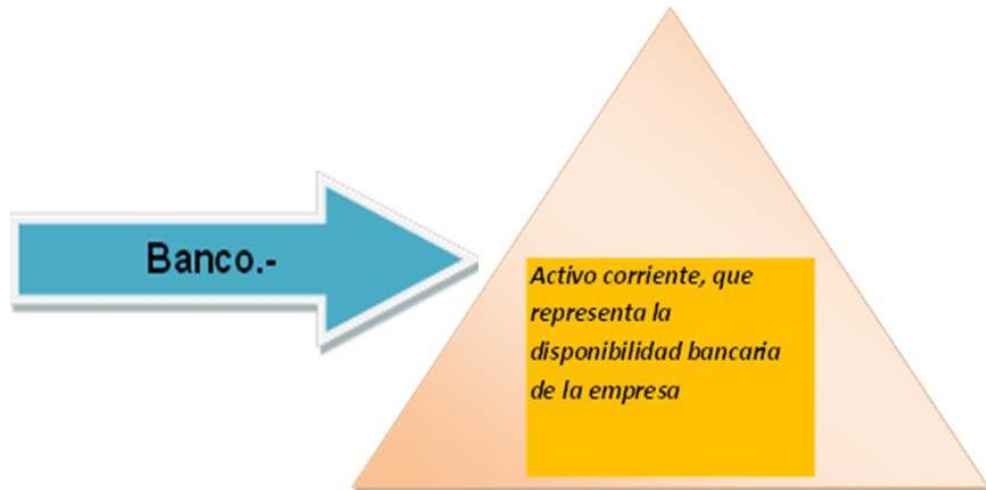 Banco.-
Activo corriente, que
representa la
disponibilidad bancaria
de la empresa